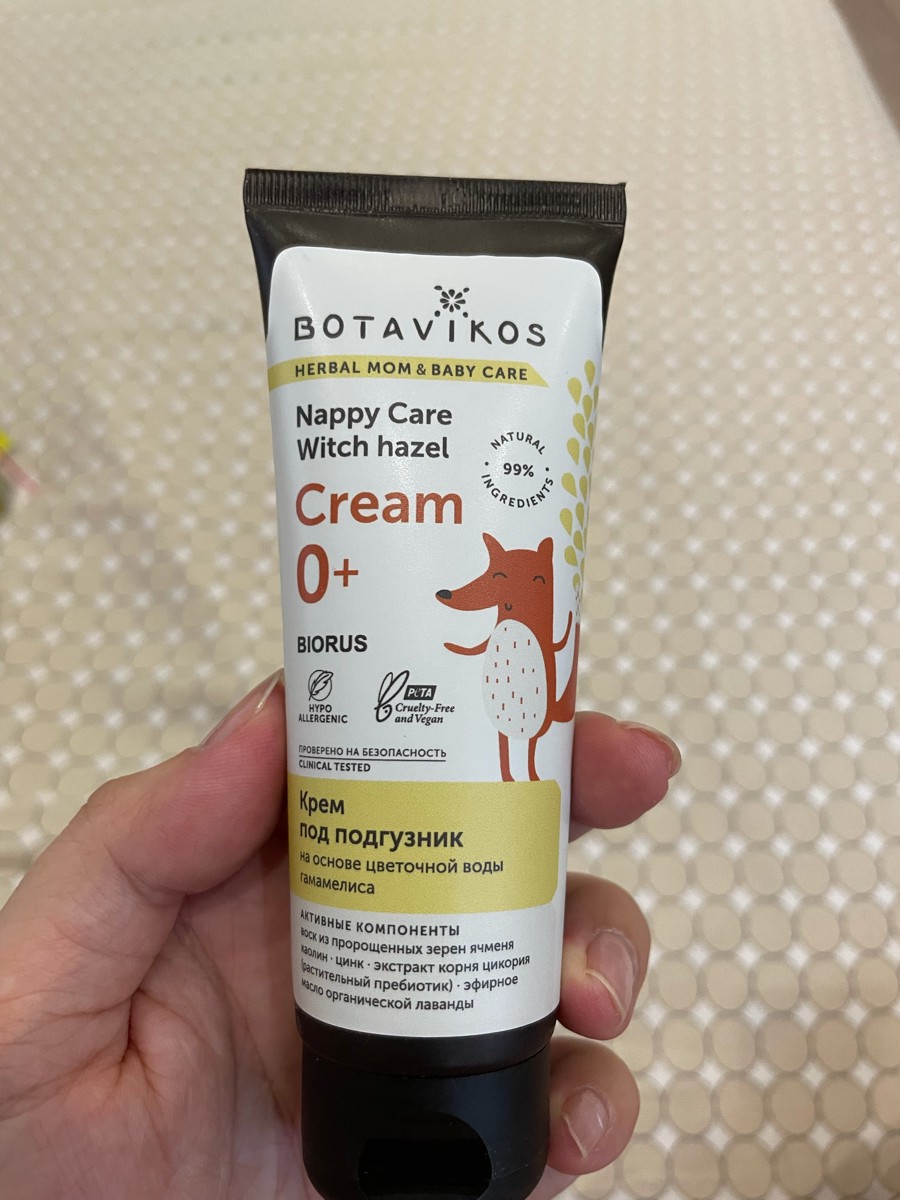 BOTAVIKOS
HERBAL MOM & BABY CARE
Nappy Care
Witch hazel
NATURAL
99%
INGREDIENTS
Cream
0+
BIORUS
HYPO
ALLERGENIC
PETA
Cruelty-Free
and Vegan
ПРОВЕРЕНО НА БЕЗОПАСНОСТЬ
CLINICAL TESTED
Крем
под подгузник
на основе цветочной воды
гамамелиса
АКТИВНЫЕ КОМПОНЕНТЫ
воск из пророщенных зерен ячменя
каолин · цинк · экстракт корня цикория
(растительный пребиотик) · эфирное
масло органической лаванды